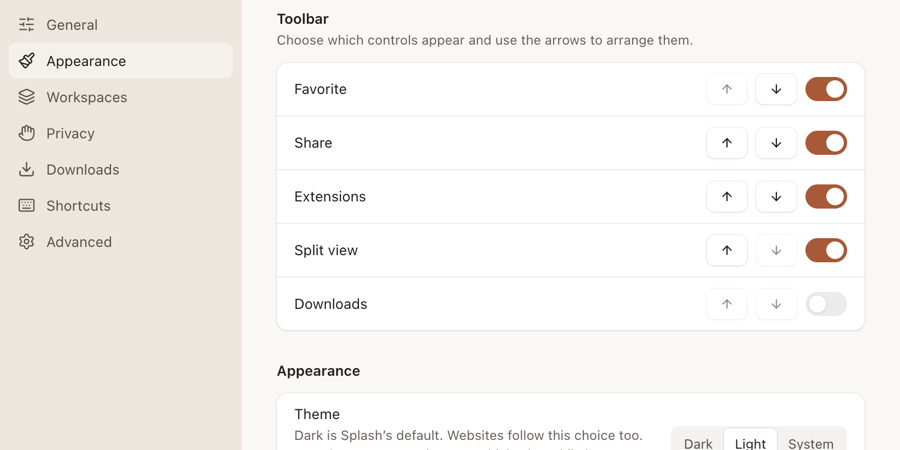 General
Appearance
Workspaces
Privacy
Downloads
Shortcuts
Advanced
Toolbar
Choose which controls appear and use the arrows to arrange them.
Favorite
Share
Extensions
Split view
Downloads
Appearance
Theme
Dark is Splash's default. Websites follow this choice too.
Dark Light System